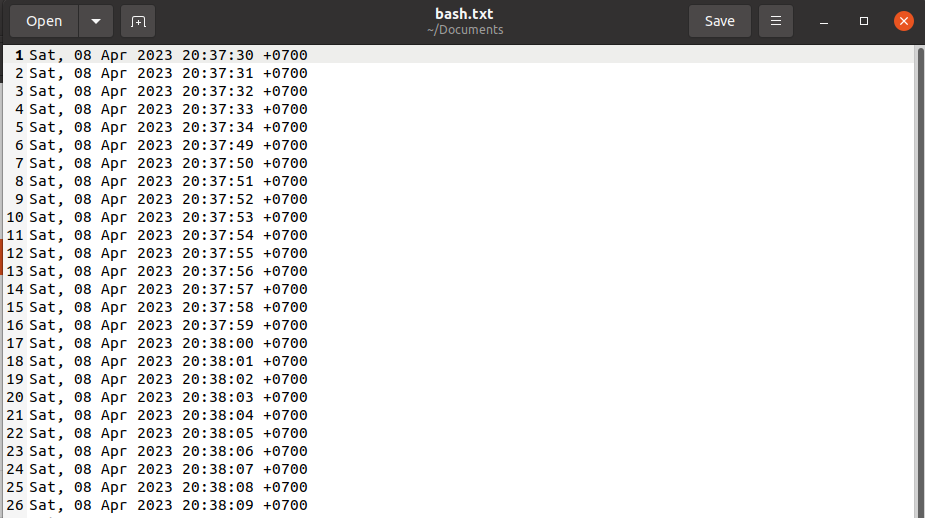 Open
bash.txt
~/Documents
Save
1 Sat, 08 Apr 2023 20:37:30 +0700
2 Sat, 08 Apr 2023 20:37:31 +0700
3 Sat, 08 Apr 2023 20:37:32 +0700
4 Sat, 08 Apr 2023 20:37:33 +0700
5 Sat, 08 Apr 2023 20:37:34 +0700
6 Sat, 08 Apr 2023 20:37:49 +0700
7 Sat, 08 Apr 2023 20:37:50 +0700
8 Sat, 08 Apr 2023 20:37:51 +0700
9 Sat, 08 Apr 2023 20:37:52 +0700
10 Sat, 08 Apr 2023 20:37:53 +0700
11 Sat, 08 Apr 2023 20:37:54 +0700
12 Sat, 08 Apr 2023 20:37:55 +0700
13 Sat, 08 Apr 2023 20:37:56 +0700
14 Sat, 08 Apr 2023 20:37:57 +0700
15 Sat, 08 Apr 2023 20:37:58 +0700
16 Sat, 08 Apr 2023 20:37:59 +0700
17 Sat, 08 Apr 2023 20:38:00 +0700
18 Sat, 08 Apr 2023 20:38:01 +0700
19 Sat, 08 Apr 2023 20:38:02 +0700
20 Sat, 08 Apr 2023 20:38:03 +0700
21 Sat, 08 Apr 2023 20:38:04 +0700
22 Sat, 08 Apr 2023 20:38:05 +0700
23 Sat, 08 Apr 2023 20:38:06 +0700
24 Sat, 08 Apr 2023 20:38:07 +0700
25 Sat, 08 Apr 2023 20:38:08 +0700
26 Sat, 08 Apr 2023 20:38:09 +0700